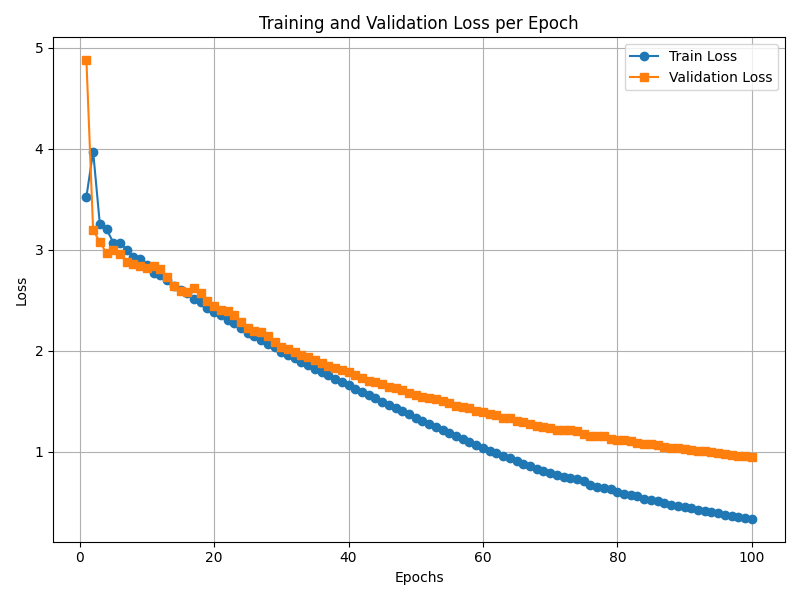 Training and Validation Loss per Epoch
Train Loss
Validation Loss
5
4
3
2
1
Loss
0 20 40 60 80 100
Epochs